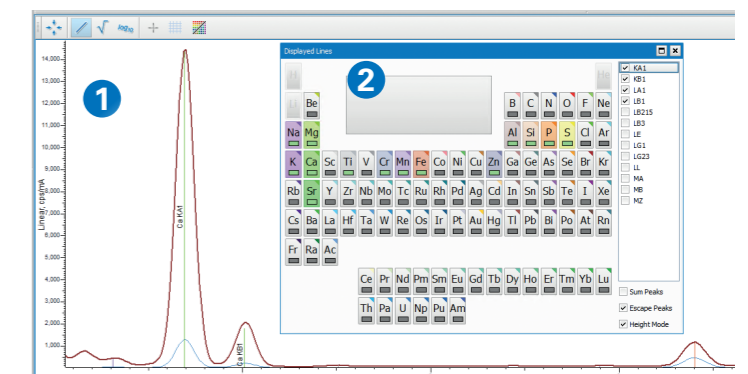 log10
Displayed Lines
1
2
14,000
13,000
12,000
11,000
10,000
9,000
8,000
7,000
6,000
5,000
4,000
3,000
2,000
1,000
Linear, cps/mA
Ca KA1
Ca KB1
H He
Li Be B C N O F Ne
Na Mg Al Si P S Cl Ar
K Ca Sc Ti V Cr Mn Fe Co Ni Cu Zn Ga Ge As Se Br Kr
Rb Sr Y Zr Nb Mo Tc Ru Rh Pd Ag Cd In Sn Sb Te I Xe
Cs Ba La Hf Ta W Re Os Ir Pt Au Hg Tl Pb Bi Po At Rn
Fr Ra Ac
Ce Pr Nd Pm Sm Eu Gd Tb Dy Ho Er Tm Yb Lu
Th Pa U Np Pu Am
KA1
KB1
LA1
LB1
LB215
LB3
LE
LG1
LG23
LL
MA
MB
MZ
Sum Peaks
Escape Peaks
Height Mode